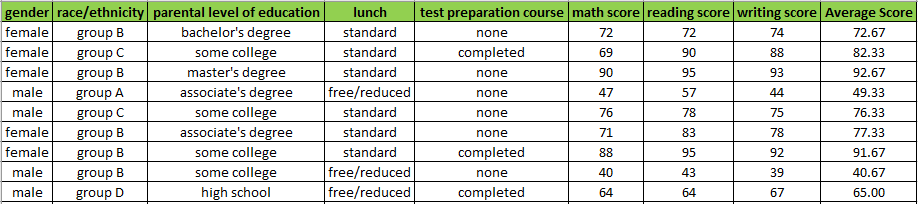 gender race/ethnicity parental level of education lunch test preparation course math score reading score writing score Average Score
female group B bachelor's degree standard none 72 72 74 72.67
female group C some college standard completed 69 90 88 82.33
female group B master's degree standard none 90 95 93 92.67
male group A associate's degree free/reduced none 47 57 44 49.33
male group C some college standard none 76 78 75 76.33
female group B associate's degree standard none 71 83 78 77.33
female group B some college standard completed 88 95 92 91.67
male group B some college free/reduced none 40 43 39 40.67
male group D high school free/reduced completed 64 64 67 65.00